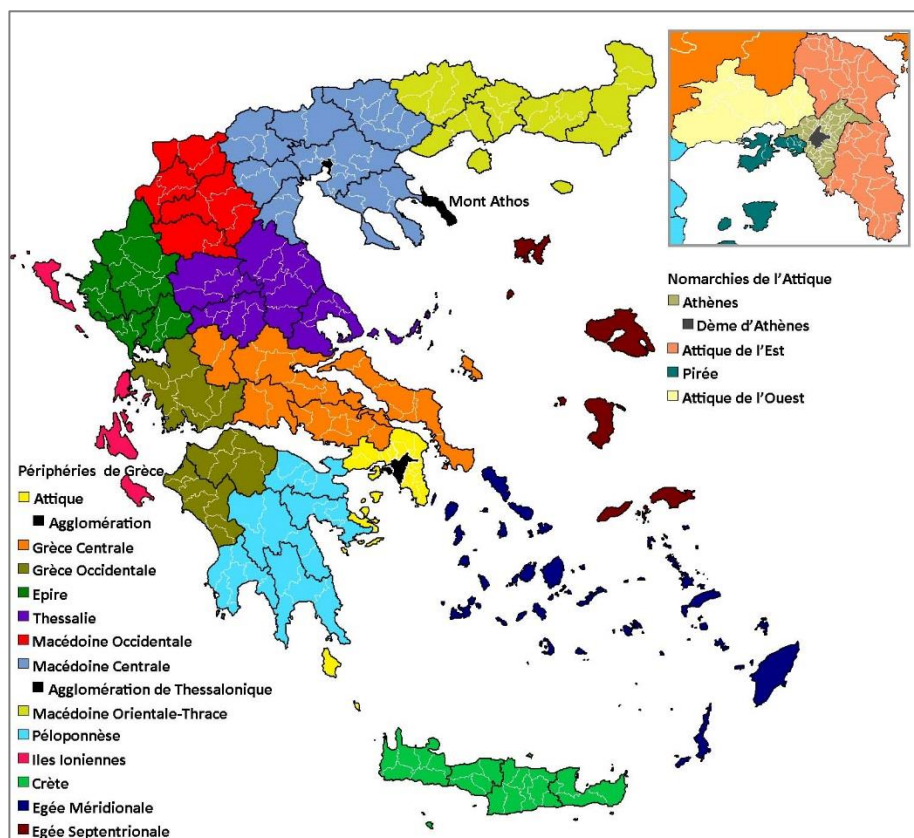 Mont Athos
Nomarchies de l'Attique
Athènes
Dème d'Athènes
Attique de l'Est
Pirée
Attique de l'Ouest
Périphéries de Grèce
Attique
Agglomération
Grèce Centrale
Grèce Occidentale
Epire
Thessalie
Macédoine Occidentale
Macédoine Centrale
Agglomération de Thessalonique
Macédoine Orientale-Thrace
Péloponnèse
Iles Ioniennes
Crète
Egée Méridionale
Egée Septentrionale